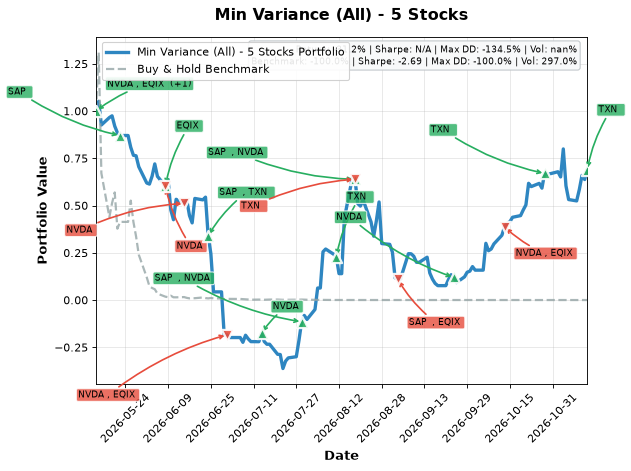 Min Variance (All) - 5 Stocks
Min Variance (All) - 5 Stocks Portfolio
Buy & Hold Benchmark
2% | Sharpe: N/A | Max DD: -134.5% | Vol: nan%
Benchmark: -100.0% | Sharpe: -2.69 | Max DD: -100.0% | Vol: 297.0%
SAP
NVDA , EQIX (+1)
TXN
EQIX
TXN
SAP , NVDA
SAP , TXN
TXN
TXN
NVDA
NVDA
NVDA
NVDA , EQIX
SAP , NVDA
NVDA
SAP , EQIX
NVDA , EQIX
Portfolio Value
1.25
1.00
0.75
0.50
0.25
0.00
−0.25
2026-05-24
2026-06-09
2026-06-25
2026-07-11
2026-07-27
2026-08-12
2026-08-28
2026-09-13
2026-09-29
2026-10-15
2026-10-31
Date